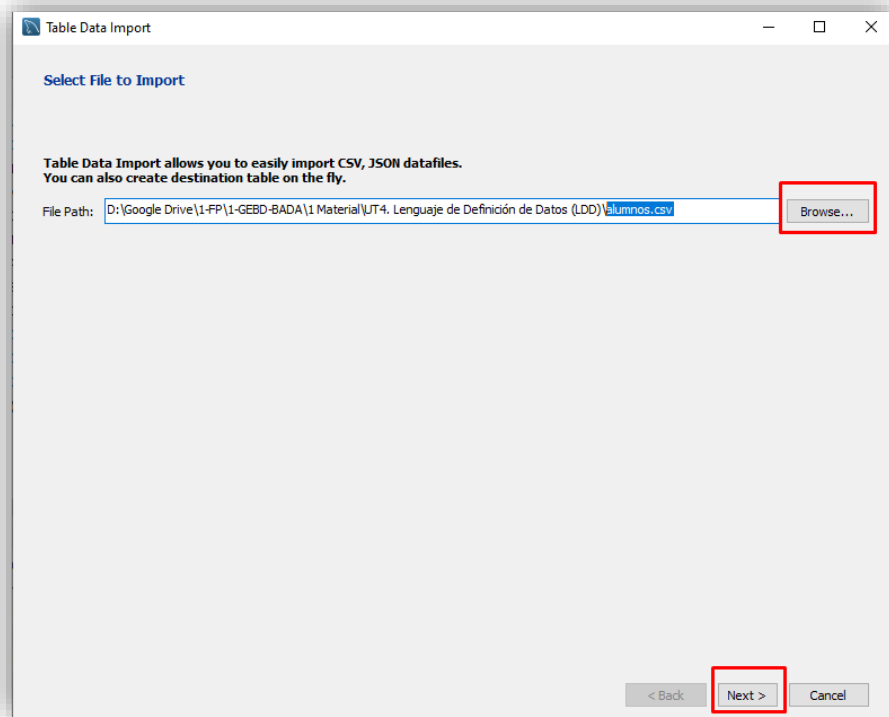 Table Data Import
Select File to Import
Table Data Import allows you to easily import CSV, JSON datafiles.
You can also create destination table on the fly.
File Path: D:\Google Drive\1-FP\1-GEBD-BADA\1 Material\UT4. Lenguaje de Definición de Datos (LDD)\alumnos.csv Browse...
< Back Next > Cancel